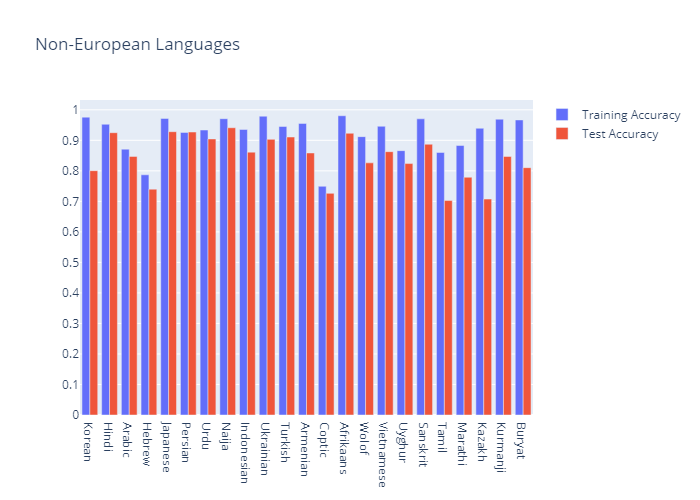 Non-European Languages
Training Accuracy
Test Accuracy
1
0.9
0.8
0.7
0.6
0.5
0.4
0.3
0.2
0.1
0
Korean
Hindi
Arabic
Hebrew
Japanese
Persian
Urdu
Naija
Indonesian
Ukrainian
Turkish
Armenian
Coptic
Afrikaans
Wolof
Vietnamese
Uyghur
Sanskrit
Tamil
Marathi
Kazakh
Kurmanji
Buryat